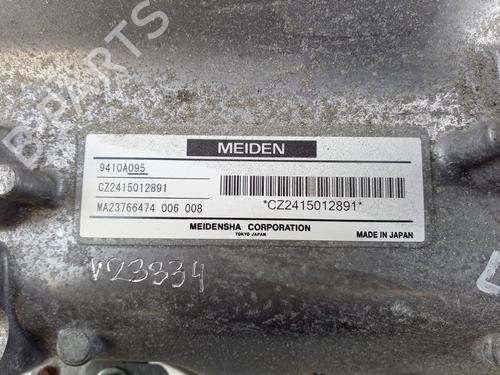 B-PARTS
MEIDEN
9410A095
CZ2415012891
MA23766474 006 008
*CZ2415012891*
MEIDENSHA CORPORATION
TOKYO JAPAN
MADE IN JAPAN
V23334